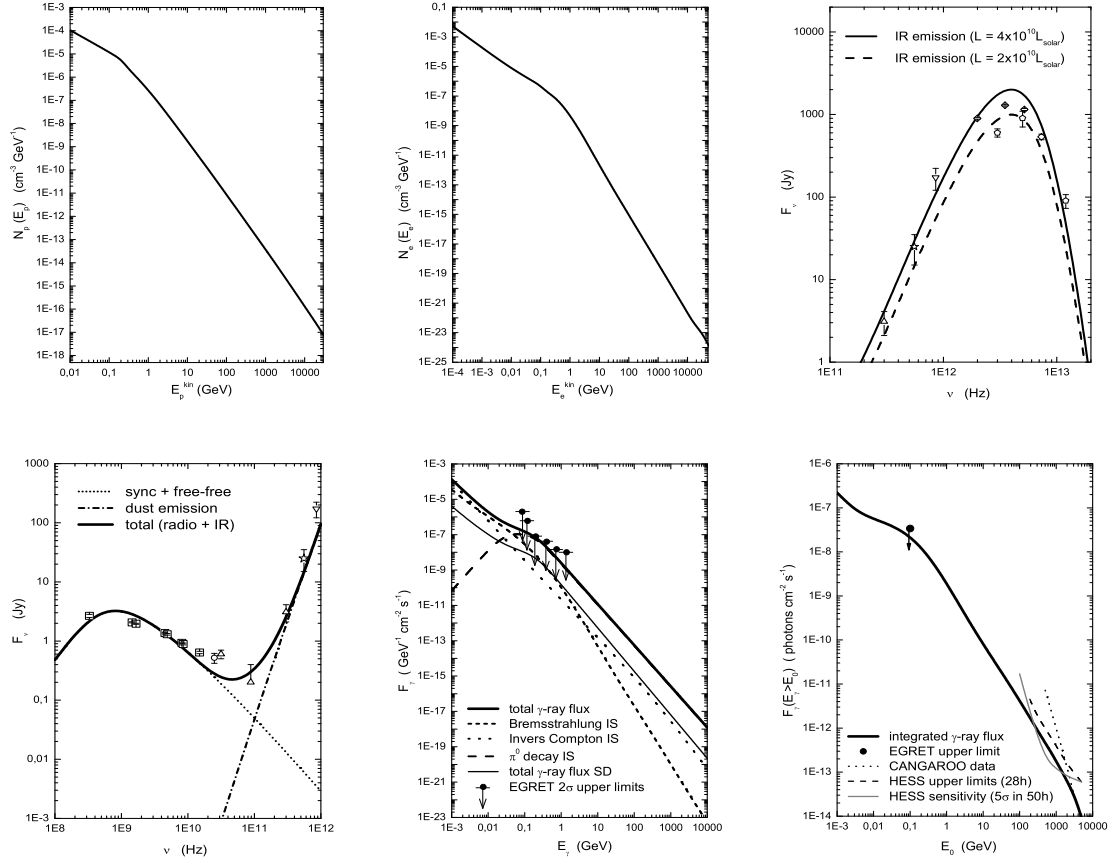 1E-3
1E-4
1E-5
1E-6
1E-7
1E-8
1E-9
1E-10
1E-11
1E-12
1E-13
1E-14
1E-15
1E-16
1E-17
1E-18
N_p(E_p) (cm^-3 GeV^-1)
0,01 0,1 1 10 100 1000 10000
E_p^kin (GeV)
0,1
1E-3
1E-5
1E-7
1E-9
1E-11
1E-13
1E-15
1E-17
1E-19
1E-21
1E-23
1E-25
N_e(E_e) (cm^-3 GeV^-1)
1E-4 1E-3 0,01 0,1 1 10 100 1000 10000
E_e^kin (GeV)
IR emission (L = 4x10^10L_solar)
IR emission (L = 2x10^10L_solar)
10000
1000
100
10
1
F_ν (Jy)
1E11 1E12 1E13
ν (Hz)
sync + free-free
dust emission
total (radio + IR)
1000
100
10
1
0,1
0,01
1E-3
F_ν (Jy)
1E8 1E9 1E10 1E11 1E12
ν (Hz)
1E-3
1E-5
1E-7
1E-9
1E-11
1E-13
1E-15
1E-17
1E-19
1E-21
1E-23
F_γ (GeV^-1 cm^-2 s^-1)
total γ-ray flux
Bremsstrahlung IS
Invers Compton IS
π^0 decay IS
total γ-ray flux SD
EGRET 2σ upper limits
1E-3 0,01 0,1 1 10 100 1000 10000 100000
E_γ (GeV)
1E-6
1E-7
1E-8
1E-9
1E-10
1E-11
1E-12
1E-13
1E-14
F_γ(E_γ>E_0) ( photons cm^-2 s^-1)
integrated γ-ray flux
EGRET upper limit
CANGAROO data
HESS upper limits (28h)
HESS sensitivity (5σ in 50h)
1E-3 0,01 0,1 1 10 100 1000 10000
E_0 (GeV)